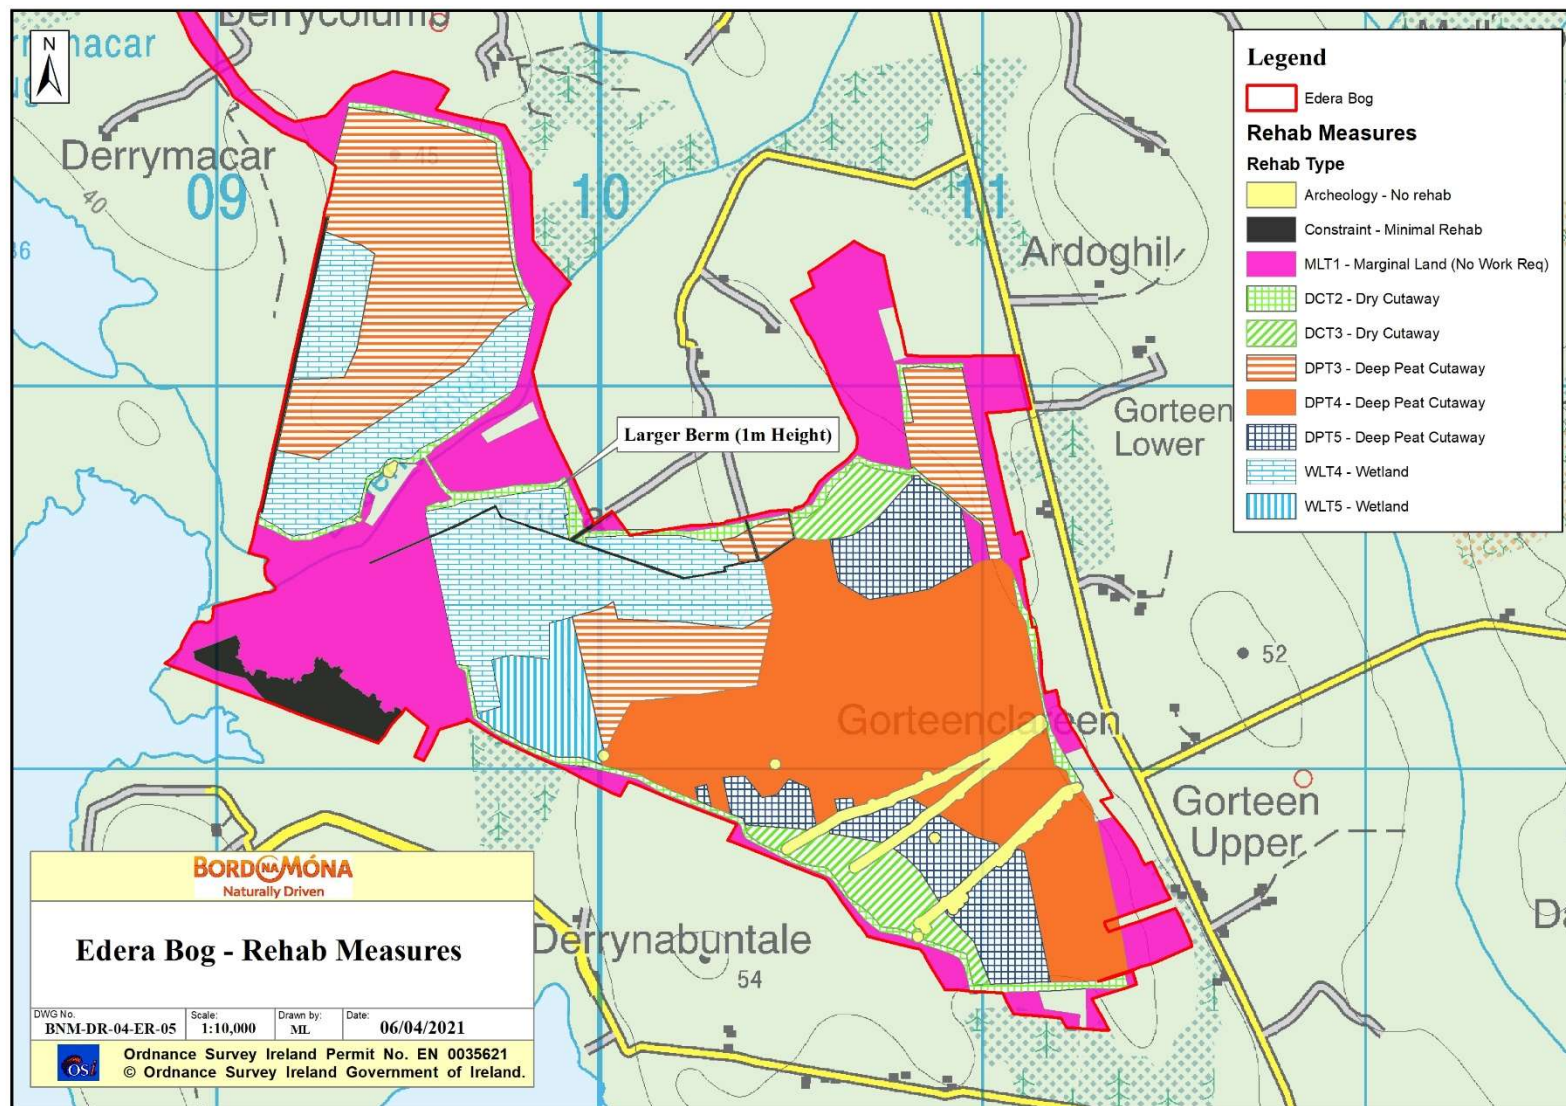 Derrycolumb
N
macar
09
10
11
45
40
36
Derrymacar
Ardoghil
Gorteen
Lower
Larger Berm (1m Height)
52
Gorteenclareen
Gorteen
Upper
Derrynabuntale
54
Legend
Edera Bog
Rehab Measures
Rehab Type
Archeology - No rehab
Constraint - Minimal Rehab
MLT1 - Marginal Land (No Work Req)
DCT2 - Dry Cutaway
DCT3 - Dry Cutaway
DPT3 - Deep Peat Cutaway
DPT4 - Deep Peat Cutaway
DPT5 - Deep Peat Cutaway
WLT4 - Wetland
WLT5 - Wetland
BORD NA MÓNA
Naturally Driven
Edera Bog - Rehab Measures
DWG No. Scale: Drawn by: Date:
BNM-DR-04-ER-05 1:10,000 ML 06/04/2021
OSi
Ordnance Survey Ireland Permit No. EN 0035621
© Ordnance Survey Ireland Government of Ireland.